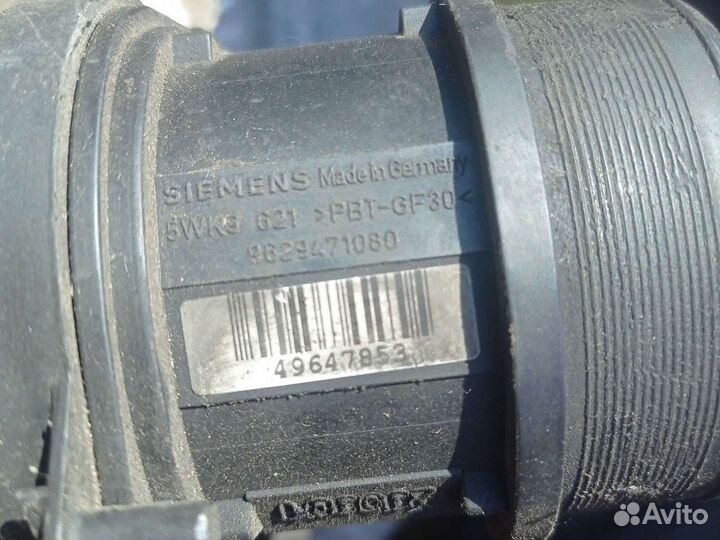 SIEMENS Made in Germany
5WK9 621 >PBT-GF30<
9629471080
49647853
Avito